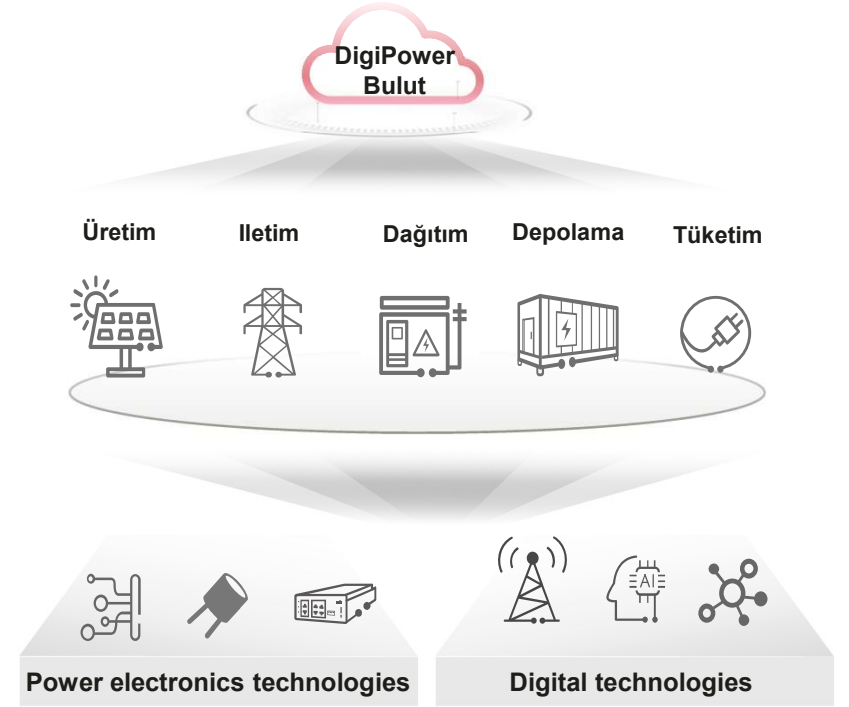 DigiPower
Bulut
Üretim
Iletim
Dağıtım
Depolama
Tüketim
AI
Power electronics technologies
Digital technologies